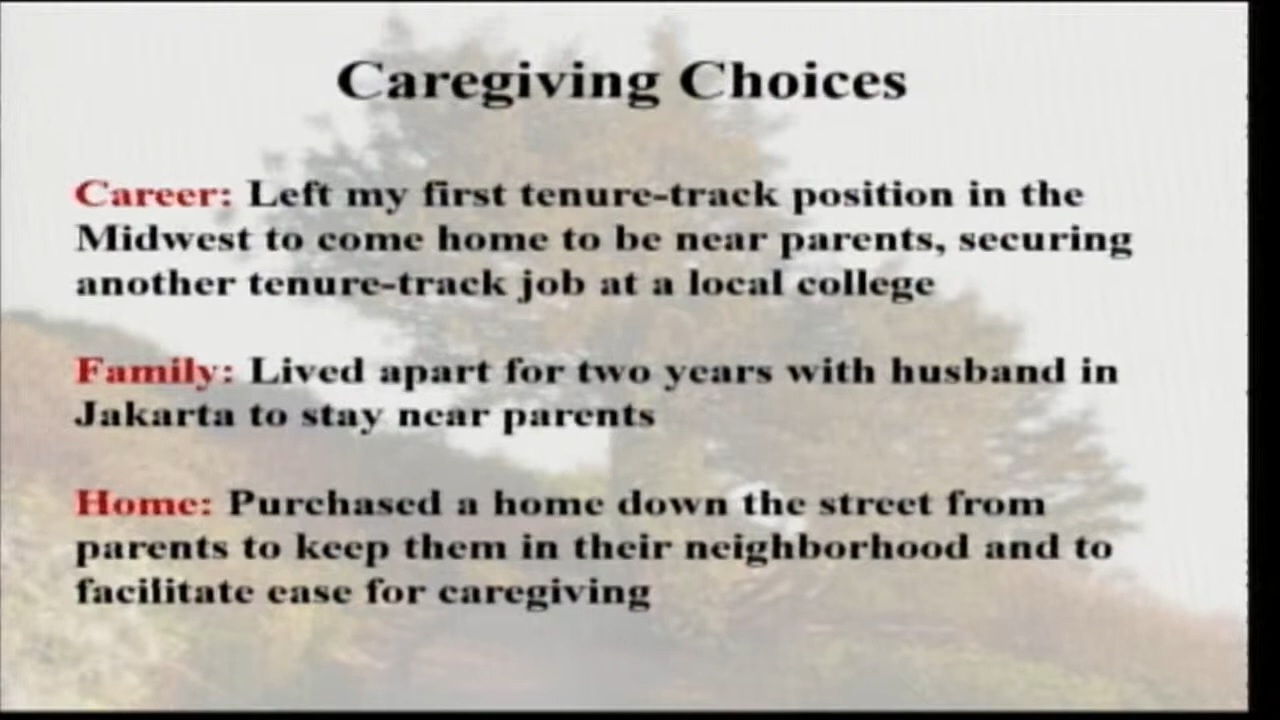 Caregiving Choices
Career: Left my first tenure-track position in the
Midwest to come home to be near parents, securing
another tenure-track job at a local college
Family: Lived apart for two years with husband in
Jakarta to stay near parents
Home: Purchased a home down the street from
parents to keep them in their neighborhood and to
facilitate ease for caregiving